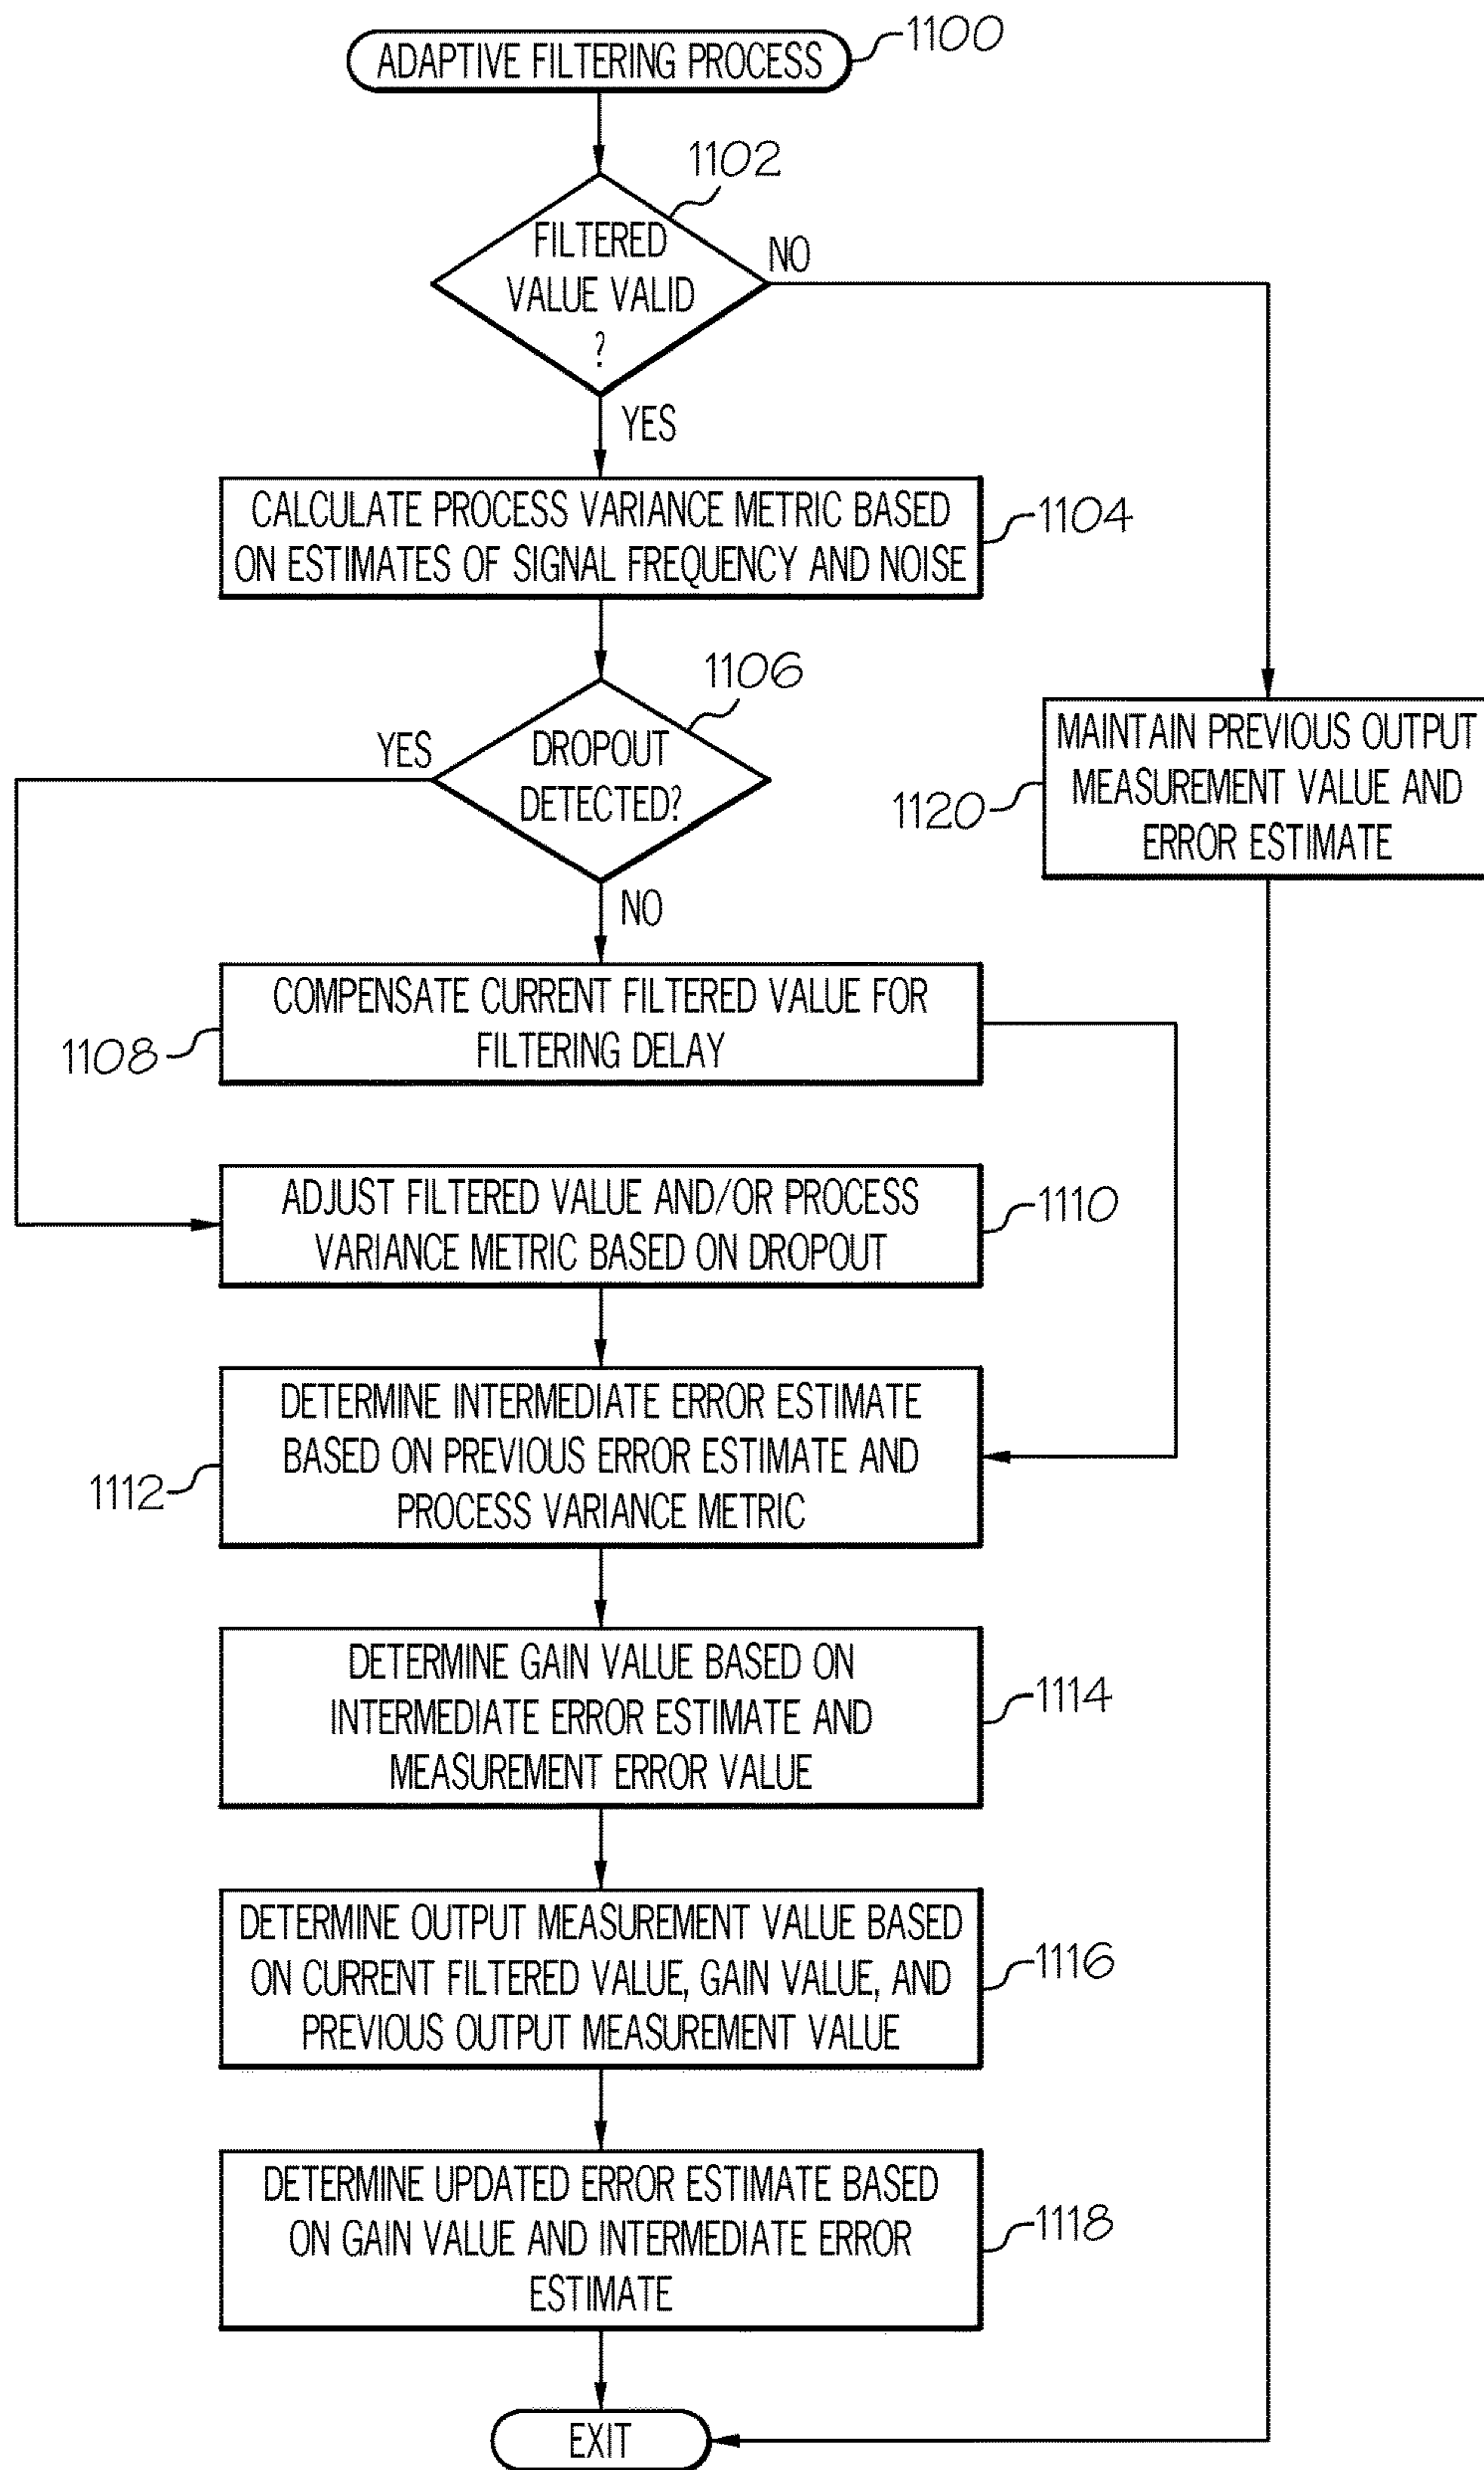 ADAPTIVE FILTERING PROCESS
1100
1102
FILTERED
VALUE VALID
?
NO
YES
CALCULATE PROCESS VARIANCE METRIC BASED
ON ESTIMATES OF SIGNAL FREQUENCY AND NOISE
1104
1106
YES
DROPOUT
DETECTED?
NO
MAINTAIN PREVIOUS OUTPUT
MEASUREMENT VALUE AND
ERROR ESTIMATE
1120
COMPENSATE CURRENT FILTERED VALUE FOR
FILTERING DELAY
1108
ADJUST FILTERED VALUE AND/OR PROCESS
VARIANCE METRIC BASED ON DROPOUT
1110
DETERMINE INTERMEDIATE ERROR ESTIMATE
BASED ON PREVIOUS ERROR ESTIMATE AND
PROCESS VARIANCE METRIC
1112
DETERMINE GAIN VALUE BASED ON
INTERMEDIATE ERROR ESTIMATE AND
MEASUREMENT ERROR VALUE
1114
DETERMINE OUTPUT MEASUREMENT VALUE BASED
ON CURRENT FILTERED VALUE, GAIN VALUE, AND
PREVIOUS OUTPUT MEASUREMENT VALUE
1116
DETERMINE UPDATED ERROR ESTIMATE BASED
ON GAIN VALUE AND INTERMEDIATE ERROR
ESTIMATE
1118
EXIT